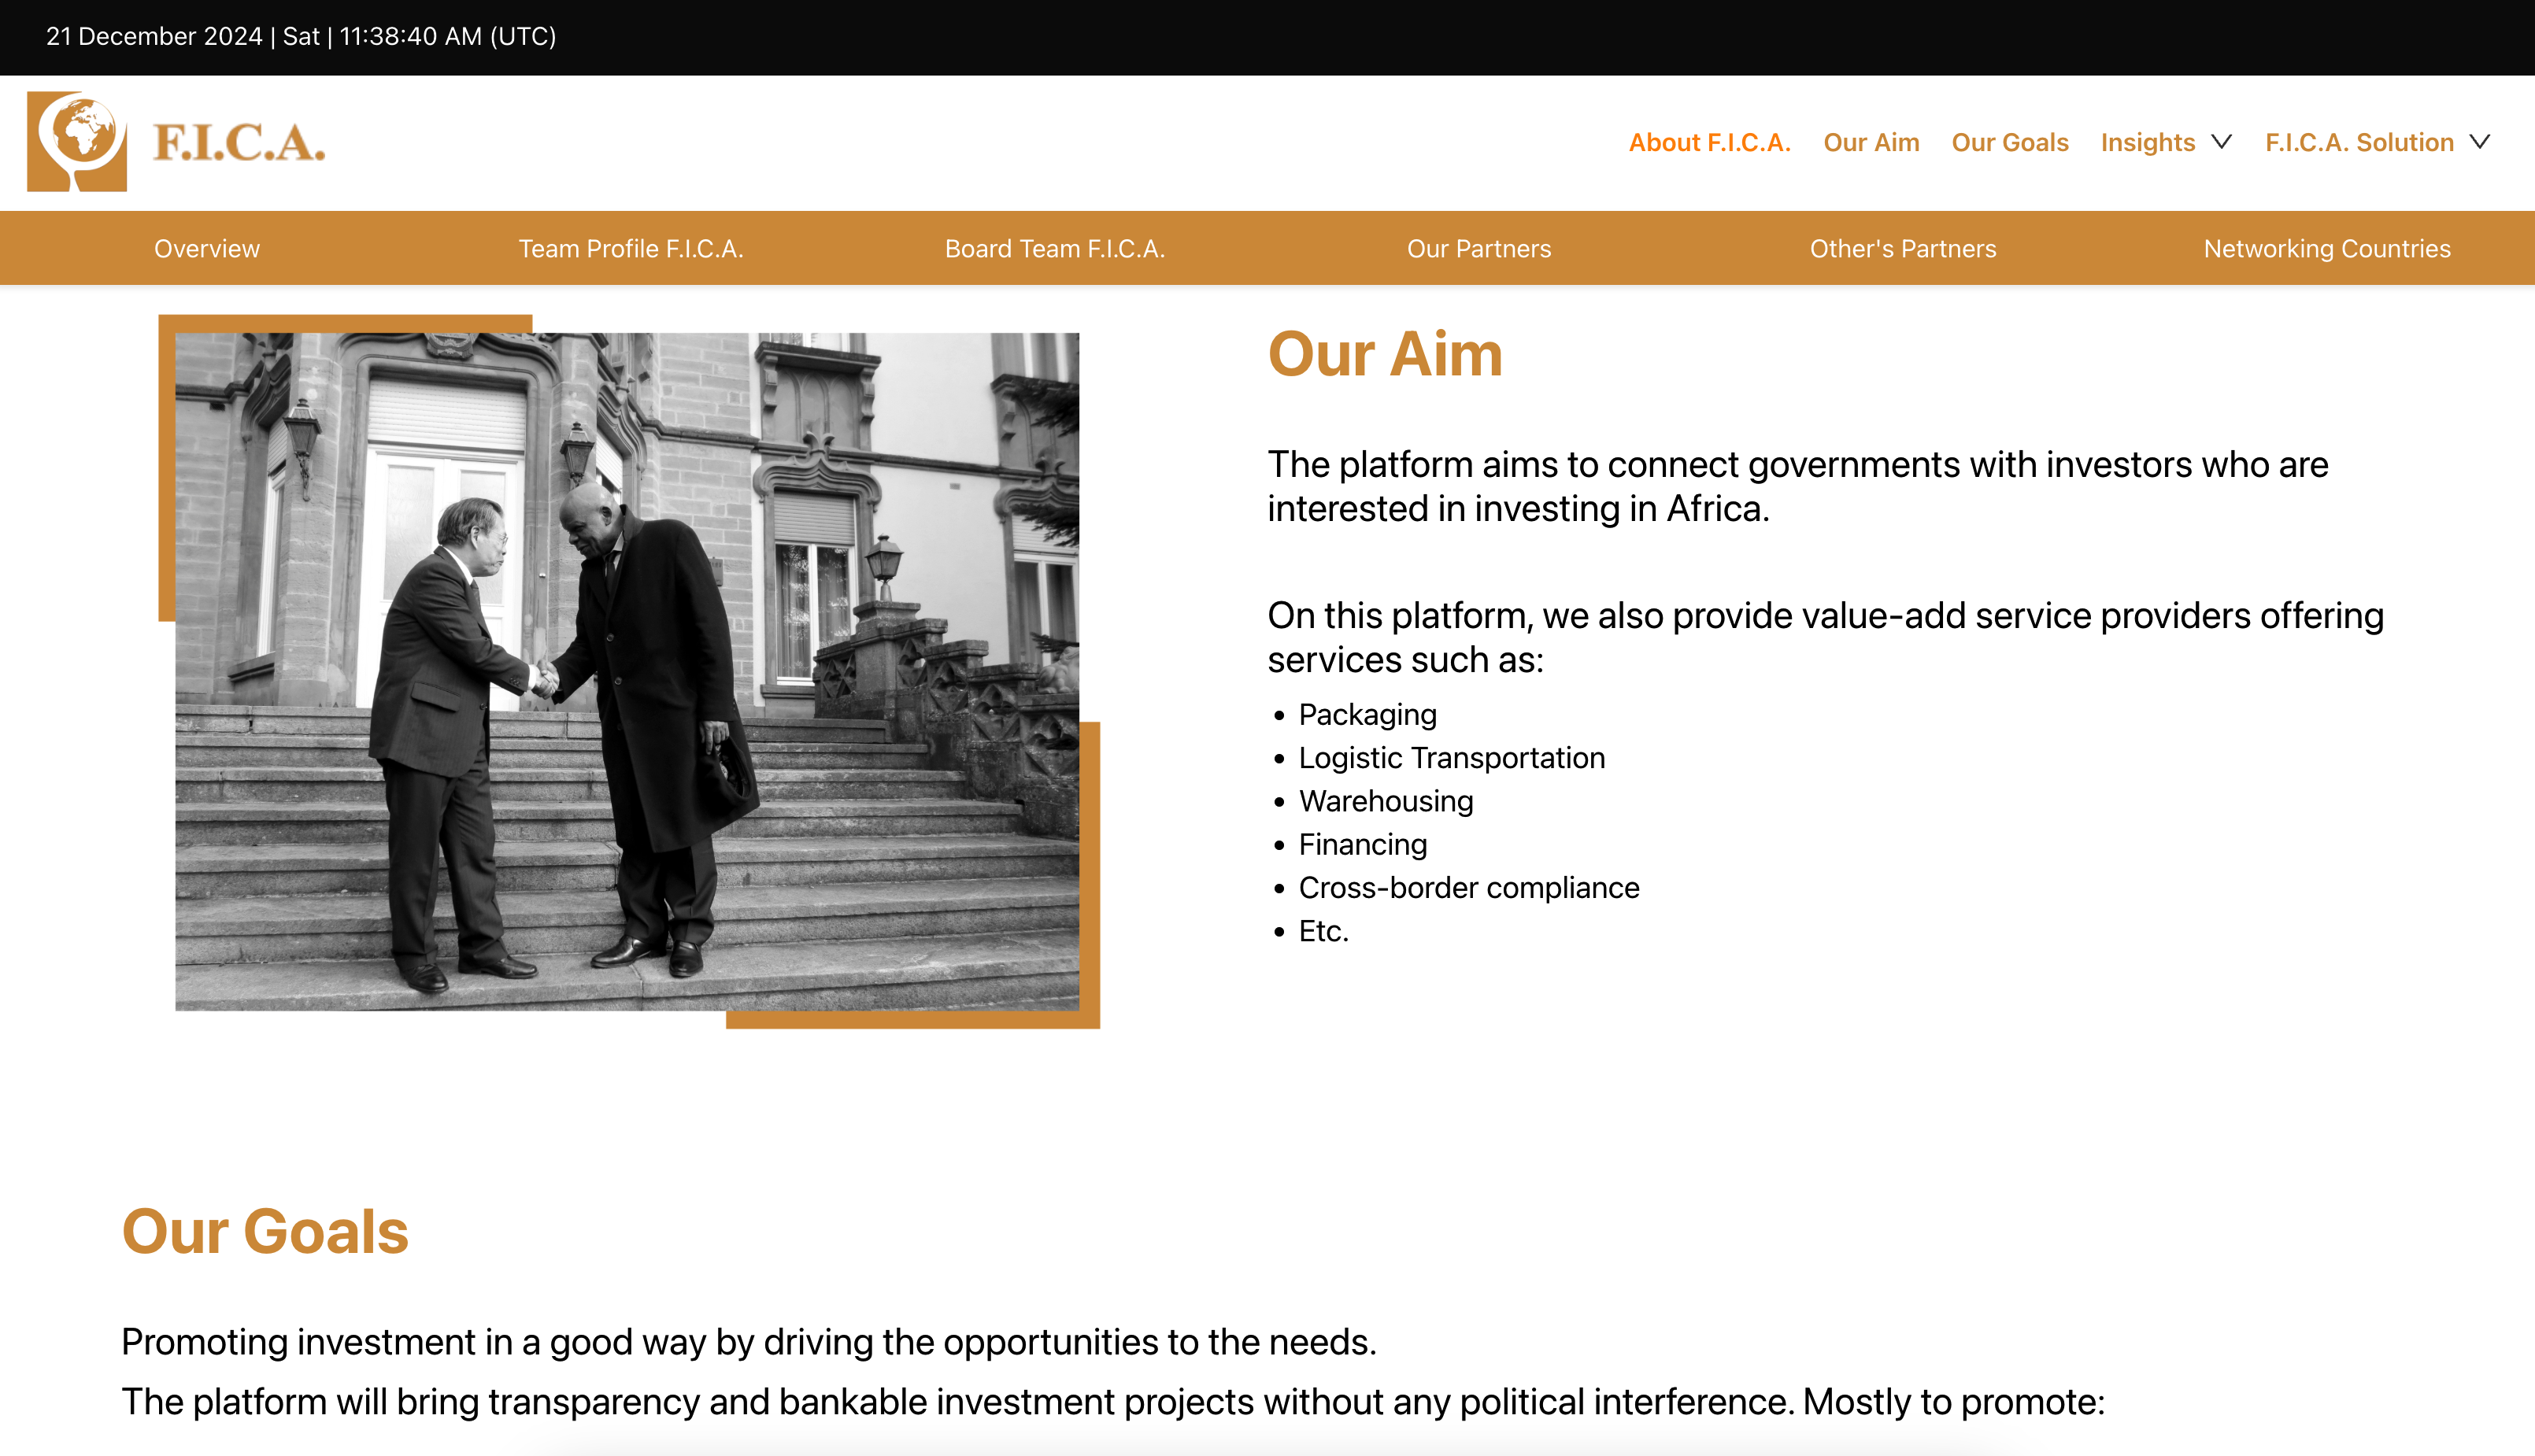 21 December 2024 | Sat | 11:38:40 AM (UTC)
F.I.C.A.
About F.I.C.A.
Our Aim
Our Goals
Insights
F.I.C.A. Solution
Overview
Team Profile F.I.C.A.
Board Team F.I.C.A.
Our Partners
Other's Partners
Networking Countries
Our Aim
The platform aims to connect governments with investors who are
interested in investing in Africa.
On this platform, we also provide value-add service providers offering
services such as:
• Packaging
• Logistic Transportation
• Warehousing
• Financing
• Cross-border compliance
• Etc.
Our Goals
Promoting investment in a good way by driving the opportunities to the needs.
The platform will bring transparency and bankable investment projects without any political interference. Mostly to promote: